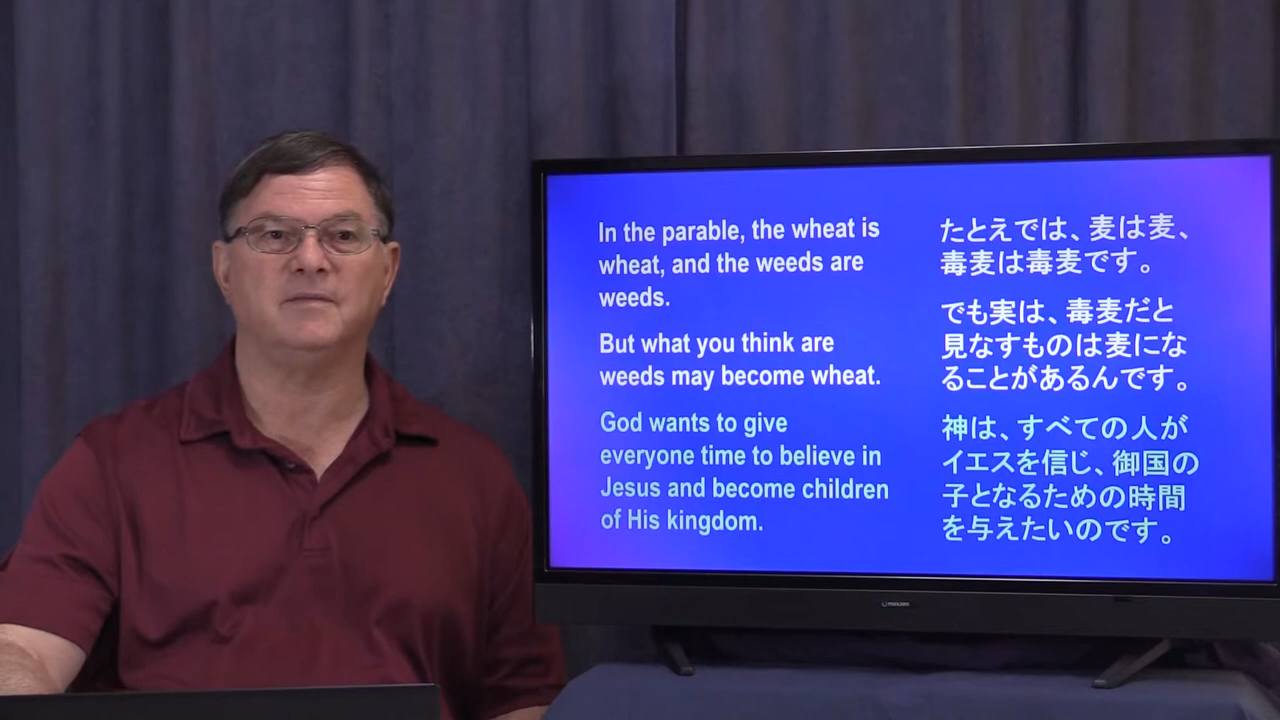 In the parable, the wheat is
wheat, and the weeds are
weeds.
But what you think are
weeds may become wheat.
God wants to give
everyone time to believe in
Jesus and become children
of His kingdom.
たとえでは、麦は麦、
毒麦は毒麦です。
でも実は、毒麦だと
見なすものは麦にな
ることがあるんです。
神は、すべての人が
イエスを信じ、御国の
子となるための時間
を与えたいのです。